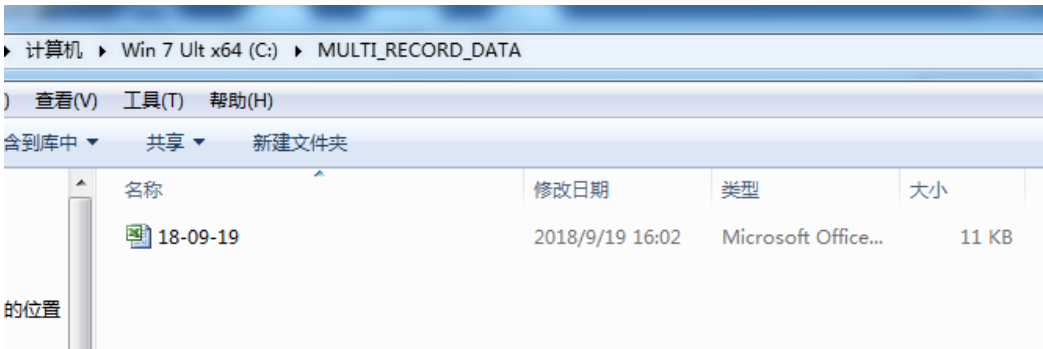 计算机 Win 7 Ult x64 (C:) MULTI_RECORD_DATA
) 查看(V) 工具(T) 帮助(H)
含到库中 共享 新建文件夹
名称 修改日期 类型 大小
18-09-19 2018/9/19 16:02 Microsoft Office... 11 KB
的位置